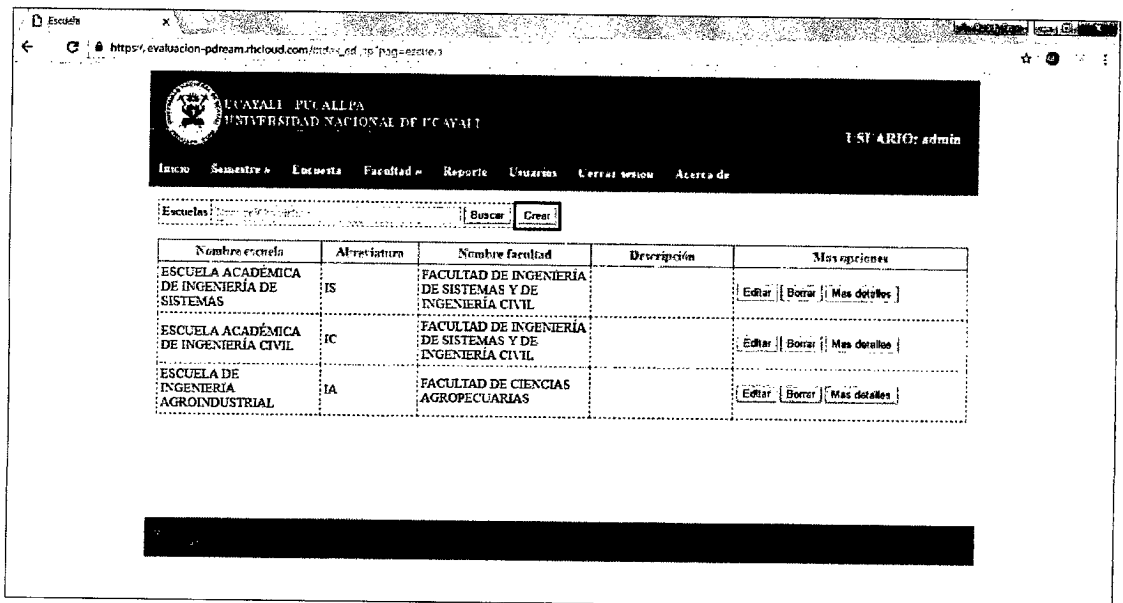 Escuela
https:/, evaluacion-pdream.rhcloud.com/
UCAYALI PUCALLPA
UNIVERSIDAD NACIONAL DE UCAYALI
USUARIO: admin
Inicio Semestre » Encuesta Facultad » Reporte Usuarios Cerrar sesion Acerca de
Escuelas Buscar Crear
Nombre escuela Abreviatura Nombre facultad Descripción Mas opciones
ESCUELA ACADÉMICA DE INGENIERÍA DE SISTEMAS IS FACULTAD DE INGENIERÍA DE SISTEMAS Y DE INGENIERÍA CIVIL Editar Borrar Mas detalles
ESCUELA ACADÉMICA DE INGENIERÍA CIVIL IC FACULTAD DE INGENIERÍA DE SISTEMAS Y DE INGENIERÍA CIVIL Editar Borrar Mas detalles
ESCUELA DE INGENIERIA AGROINDUSTRIAL IA FACULTAD DE CIENCIAS AGROPECUARIAS Editar Borrar Mas detalles